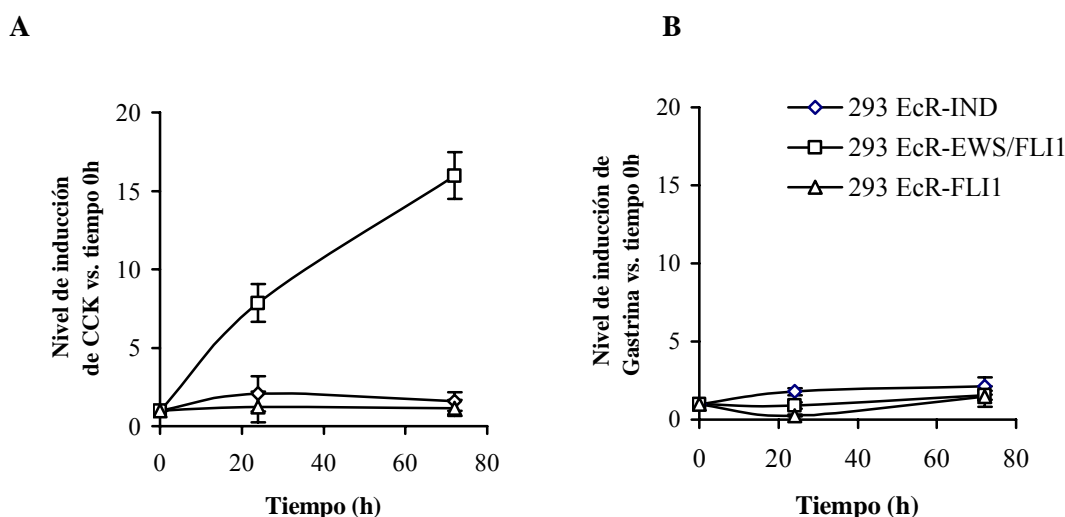 A
B
Nivel de inducción
de CCK vs. tiempo 0h
20
15
10
5
0
0 20 40 60 80
Tiempo (h)
Nivel de inducción de
Gastrina vs. tiempo 0h
20
15
10
5
0
0 20 40 60 80
Tiempo (h)
293 EcR-IND
293 EcR-EWS/FLI1
293 EcR-FLI1